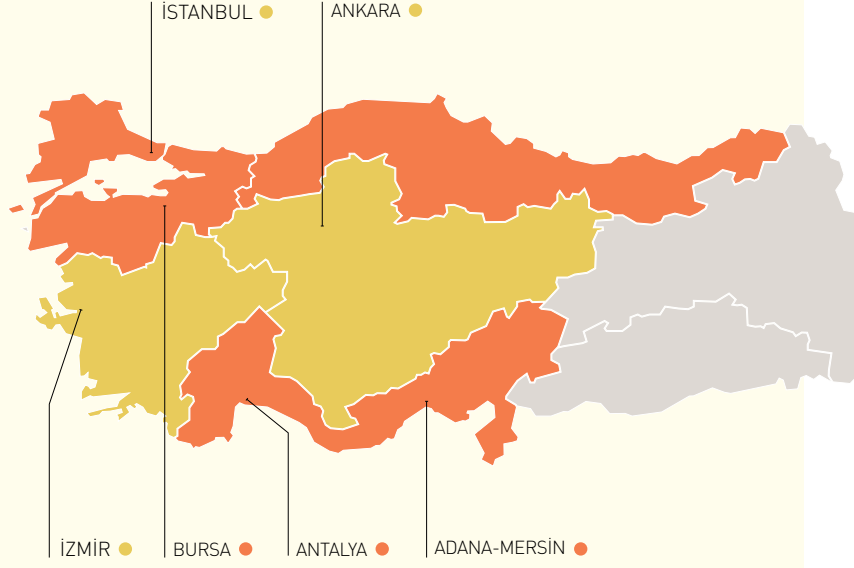 İSTANBUL
ANKARA
İZMİR
BURSA
ANTALYA
ADANA-MERSİN